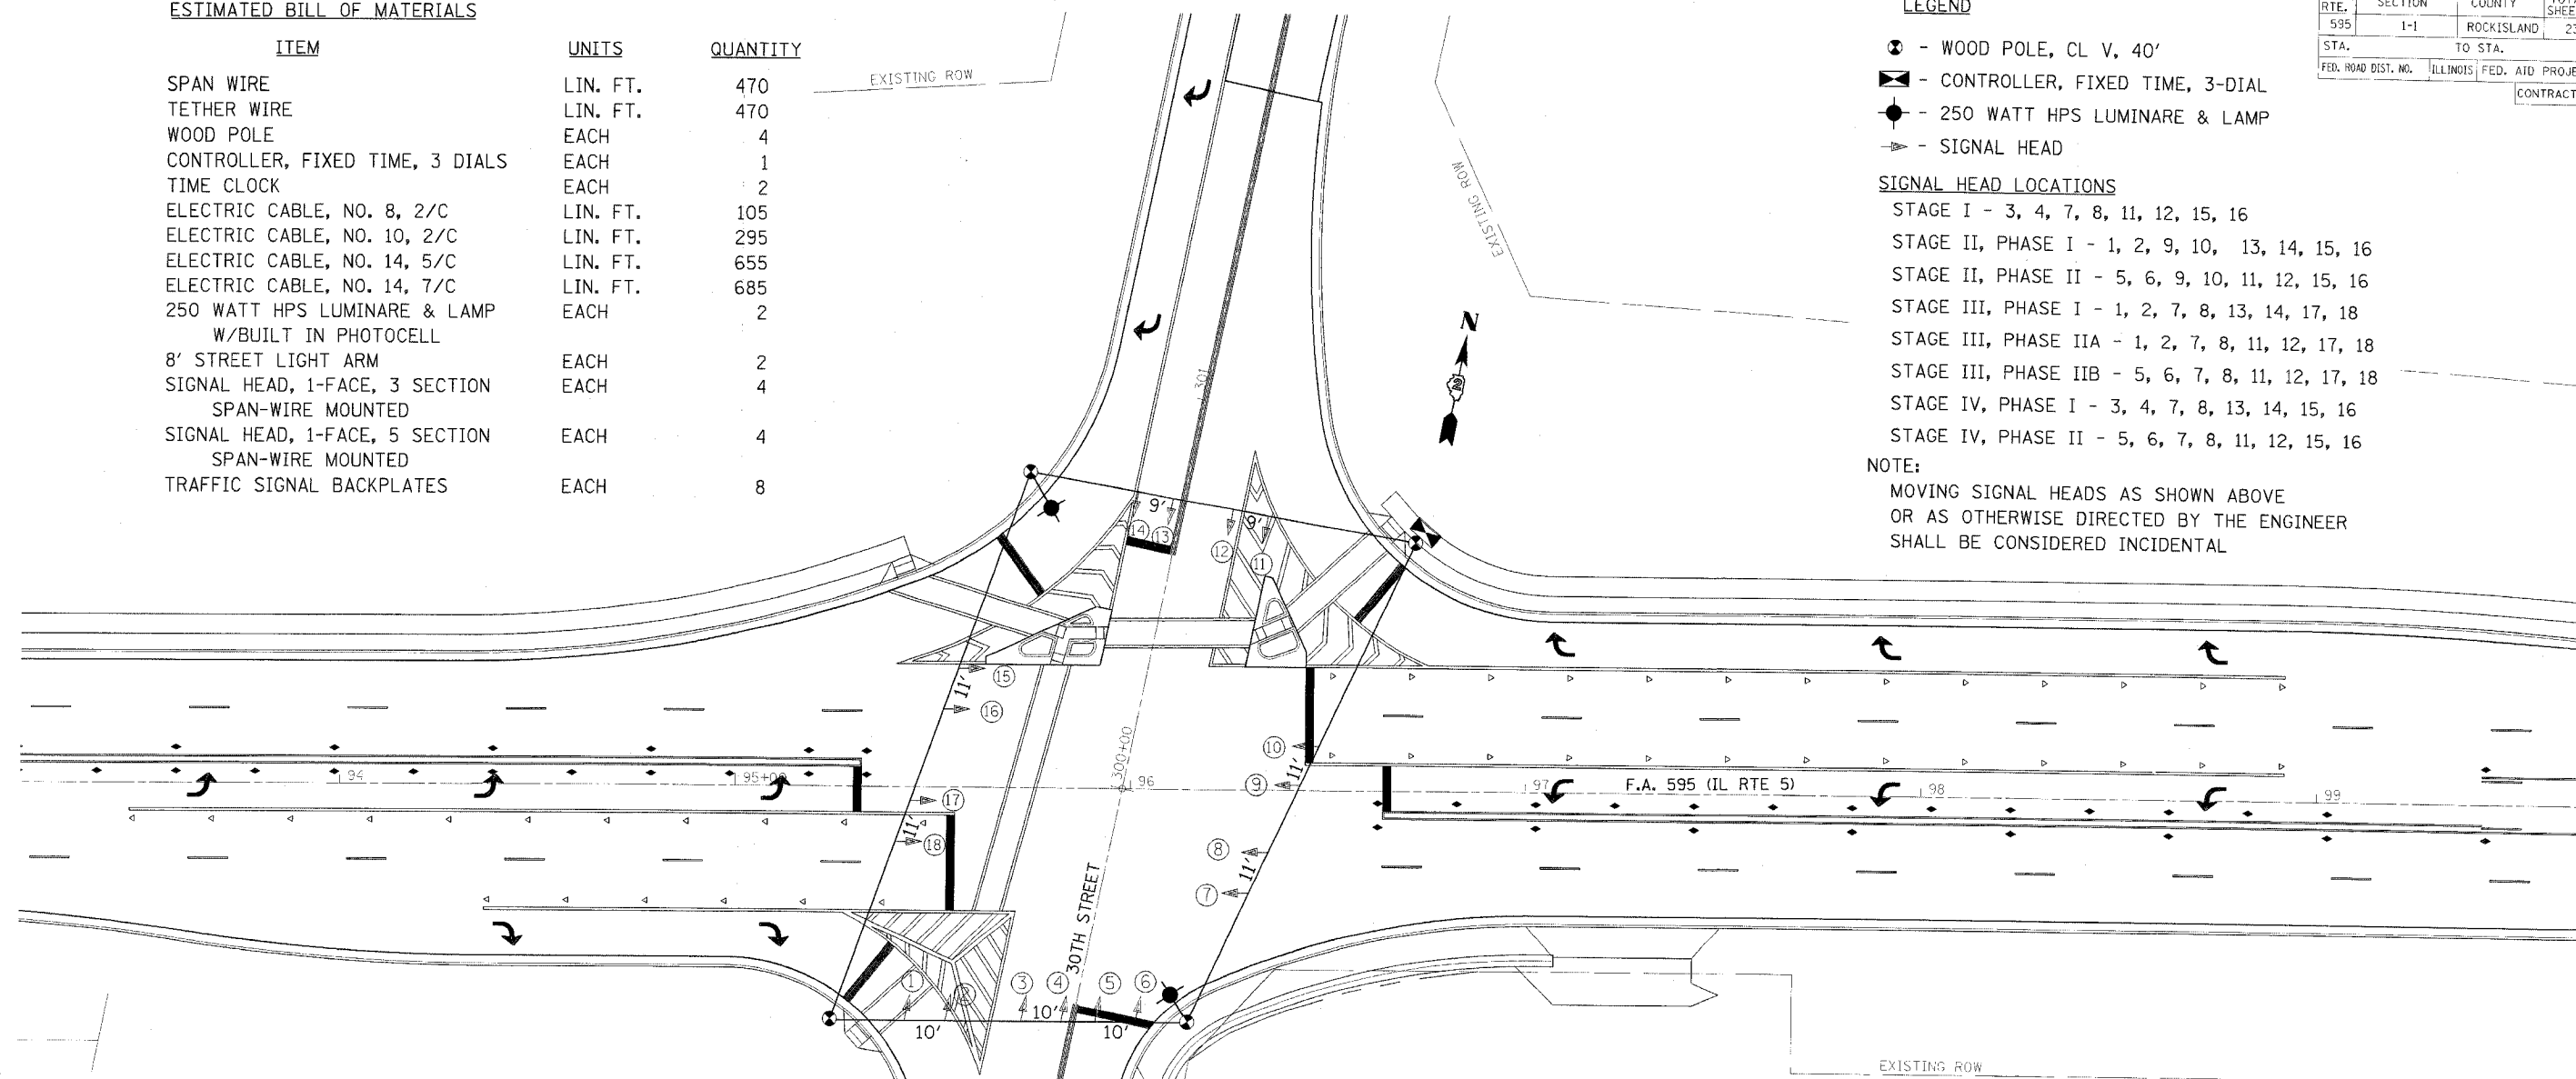 ESTIMATED BILL OF MATERIALS
ITEM UNITS QUANTITY
SPAN WIRE LIN. FT. 470
TETHER WIRE LIN. FT. 470
WOOD POLE EACH 4
CONTROLLER, FIXED TIME, 3 DIALS EACH 1
TIME CLOCK EACH 2
ELECTRIC CABLE, NO. 8, 2/C LIN. FT. 105
ELECTRIC CABLE, NO. 10, 2/C LIN. FT. 295
ELECTRIC CABLE, NO. 14, 5/C LIN. FT. 655
ELECTRIC CABLE, NO. 14, 7/C LIN. FT. 685
250 WATT HPS LUMINARE & LAMP EACH 2
W/BUILT IN PHOTOCELL
8' STREET LIGHT ARM EACH 2
SIGNAL HEAD, 1-FACE, 3 SECTION EACH 4
SPAN-WIRE MOUNTED
SIGNAL HEAD, 1-FACE, 5 SECTION EACH 4
SPAN-WIRE MOUNTED
TRAFFIC SIGNAL BACKPLATES EACH 8
LEGEND
- WOOD POLE, CL V, 40'
- CONTROLLER, FIXED TIME, 3-DIAL
- 250 WATT HPS LUMINARE & LAMP
- SIGNAL HEAD
SIGNAL HEAD LOCATIONS
STAGE I - 3, 4, 7, 8, 11, 12, 15, 16
STAGE II, PHASE I - 1, 2, 9, 10, 13, 14, 15, 16
STAGE II, PHASE II - 5, 6, 9, 10, 11, 12, 15, 16
STAGE III, PHASE I - 1, 2, 7, 8, 13, 14, 17, 18
STAGE III, PHASE IIA - 1, 2, 7, 8, 11, 12, 17, 18
STAGE III, PHASE IIB - 5, 6, 7, 8, 11, 12, 17, 18
STAGE IV, PHASE I - 3, 4, 7, 8, 13, 14, 15, 16
STAGE IV, PHASE II - 5, 6, 7, 8, 11, 12, 15, 16
NOTE:
MOVING SIGNAL HEADS AS SHOWN ABOVE
OR AS OTHERWISE DIRECTED BY THE ENGINEER
SHALL BE CONSIDERED INCIDENTAL
RTE. SECTION COUNTY
595 1-1 ROCKISLAND
STA. TO STA.
FED. ROAD DIST. NO. ILLINOIS FED. AID
CONTRACT
EXISTING ROW
EXISTING ROW
N
301
9'
14 13
9'
12
11
15
11'
16
300+00
10
11'
9
94
95+00
96
97
F.A. 595 (IL RTE 5)
98
99
17
11'
18
8
11'
7
30TH STREET
1
2
3
4
5
6
10'
10'
10'
EXISTING ROW